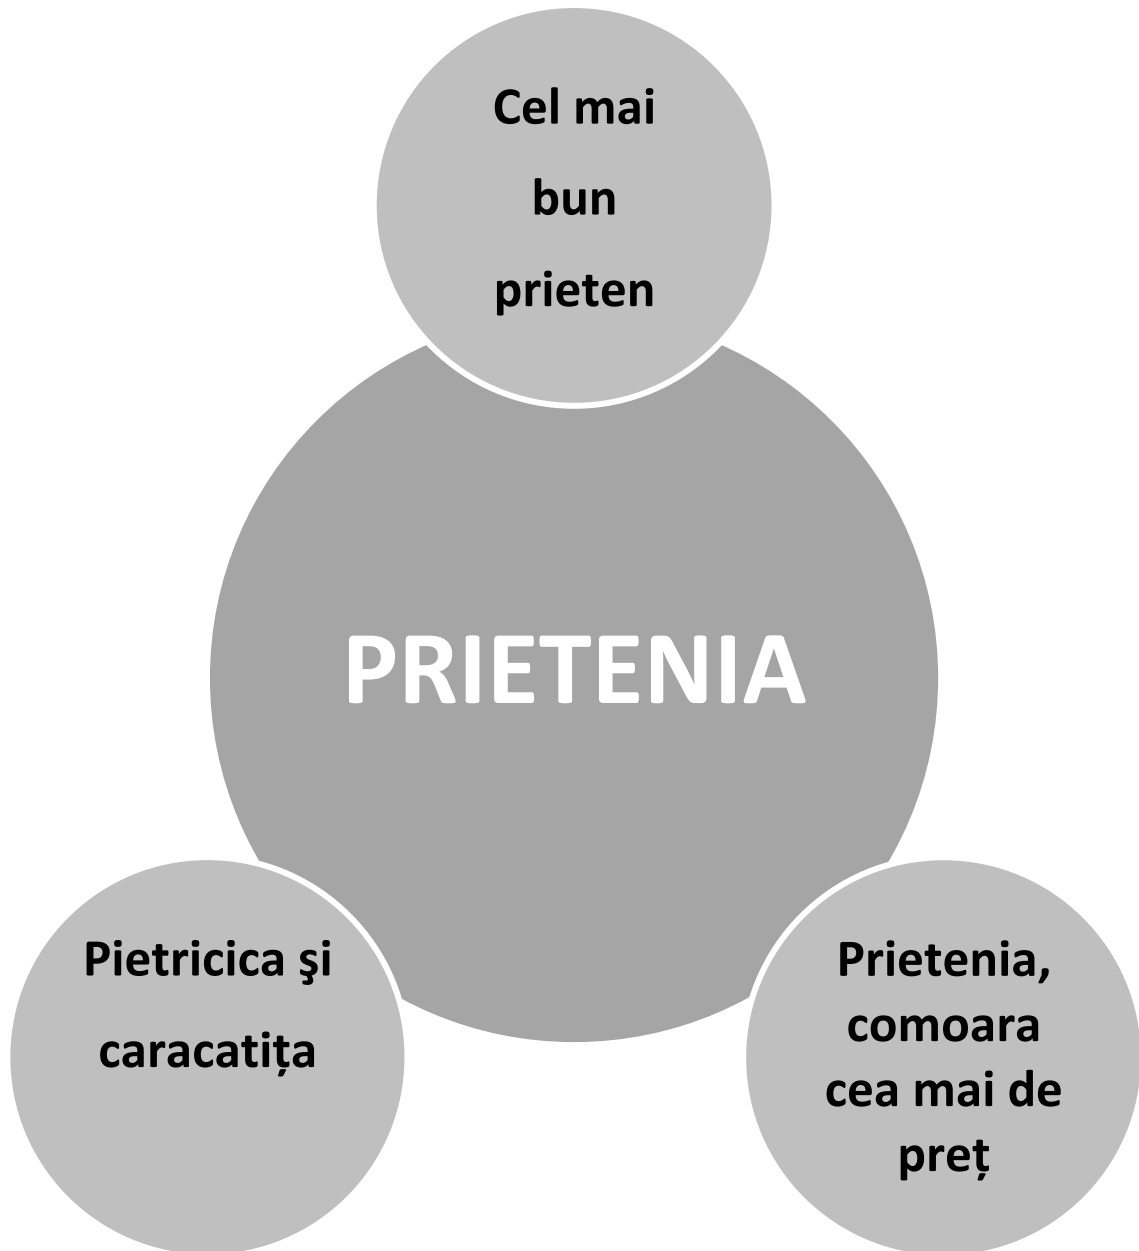 Cel mai
bun
prieten
PRIETENIA
Pietricica şi
caracatița
Prietenia,
comoara
cea mai de
preț